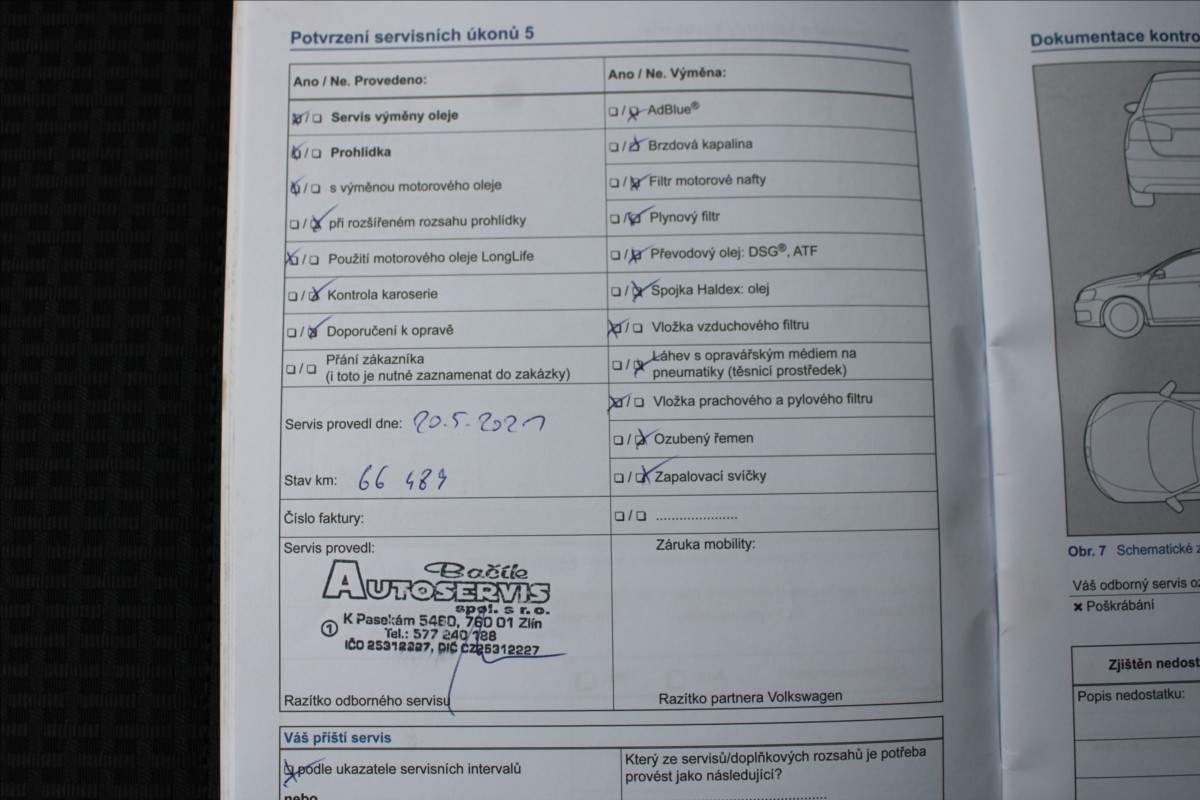 Potvrzení servisních úkonů 5
Ano / Ne. Provedeno:
❏ / ❏ Servis výměny oleje
❏ / ❏ Prohlídka
❏ / ❏ s výměnou motorového oleje
❏ / ❏ při rozšířeném rozsahu prohlídky
❏ / ❏ Použití motorového oleje LongLife
❏ / ❏ Kontrola karoserie
❏ / ❏ Doporučení k opravě
❏ / ❏ Přání zákazníka
(i toto je nutné zaznamenat do zakázky)
Servis provedl dne: 20.5.2021
Stav km: 66 484
Číslo faktury:
Servis provedl:
Bačíle
AUTOSERVIS
spol. s r.o.
① K Pasekám 5460, 760 01 Zlín
Tel.: 577 240 188
IČO 25312227, DIČ CZ25312227
Razítko odborného servisu
Ano / Ne. Výměna:
❏ / ❏ AdBlue®
❏ / ❏ Brzdová kapalina
❏ / ❏ Filtr motorové nafty
❏ / ❏ Plynový filtr
❏ / ❏ Převodový olej: DSG®, ATF
❏ / ❏ Spojka Haldex: olej
❏ / ❏ Vložka vzduchového filtru
❏ / ❏ Láhev s opravářským médiem na
pneumatiky (těsnicí prostředek)
❏ / ❏ Vložka prachového a pylového filtru
❏ / ❏ Ozubený řemen
❏ / ❏ Zapalovací svíčky
❏ / ❏ .....................
Záruka mobility:
Razítko partnera Volkswagen
Váš příští servis
❏ podle ukazatele servisních intervalů
nebo
Který ze servisů/doplňkových rozsahů je potřeba
provést jako následující?
Dokumentace kontro
Obr. 7 Schematické z
Váš odborný servis oz
✖ Poškrábání
Zjištěn nedost
Popis nedostatku: